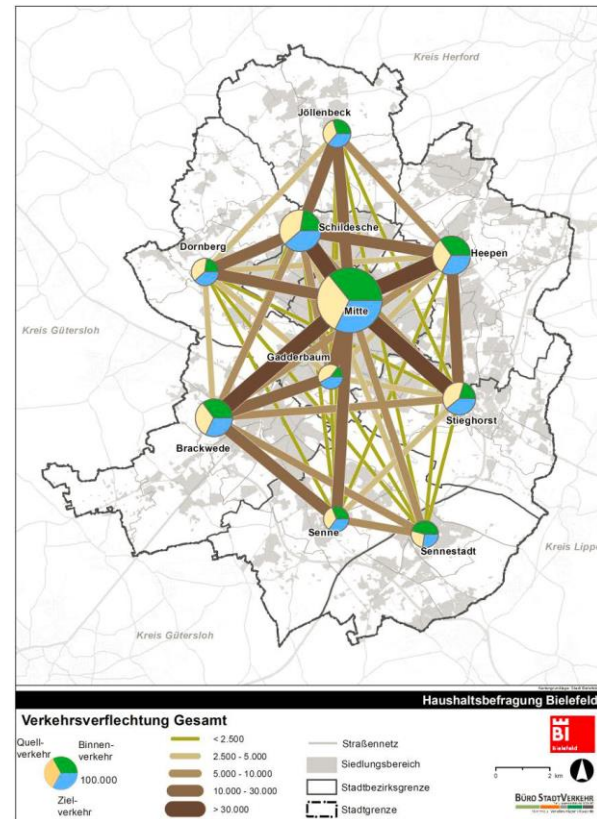 Kreis Herford
Jöllenbeck
Schildesche
Dornberg
Heepen
Mitte
Kreis Gütersloh
Gadderbaum
Stieghorst
Brackwede
Senne
Sennestadt
Kreis Lippe
Kreis Gütersloh
Haushaltsbefragung Bielefeld
Verkehrsverflechtung Gesamt
Quell-
verkehr
Binnen-
verkehr
100.000
Ziel-
verkehr
< 2.500
2.500 - 5.000
5.000 - 10.000
10.000 - 30.000
> 30.000
Straßennetz
Siedlungsbereich
Stadtbezirksgrenze
Stadtgrenze
BI
Bielefeld
0 2 km
BÜRO STADTVERKEHR